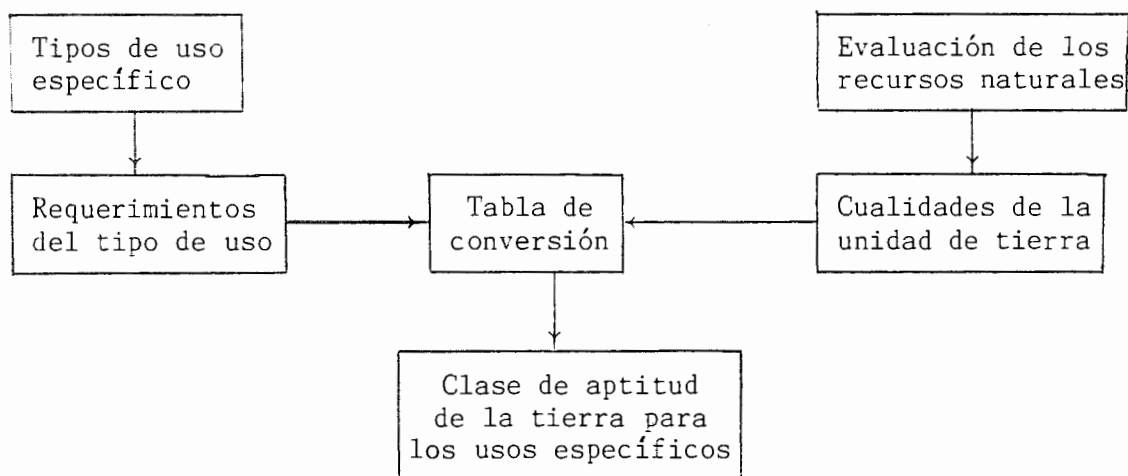 Tipos de uso
específico
Evaluación de los
recursos naturales
Requerimientos
del tipo de uso
Tabla de
conversión
Cualidades de la
unidad de tierra
Clase de aptitud
de la tierra para
los usos específicos